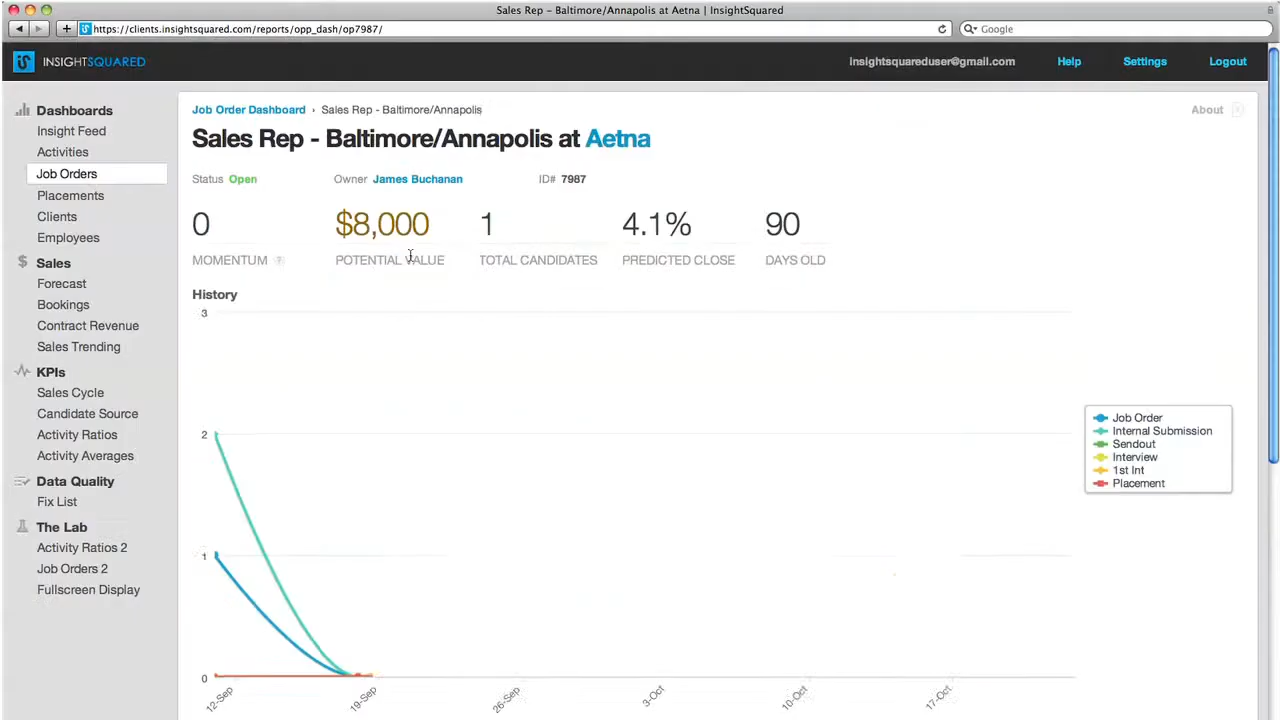 Sales Rep - Baltimore/Annapolis at Aetna | InsightSquared
https://clients.insightsquared.com/reports/opp_dash/op7987/
Google
INSIGHTSQUARED
insightsquareduser@gmail.com
Help
Settings
Logout
Dashboards
Insight Feed
Activities
Job Orders
Placements
Clients
Employees
Sales
Forecast
Bookings
Contract Revenue
Sales Trending
KPIs
Sales Cycle
Candidate Source
Activity Ratios
Activity Averages
Data Quality
Fix List
The Lab
Activity Ratios 2
Job Orders 2
Fullscreen Display
Job Order Dashboard › Sales Rep - Baltimore/Annapolis
About
Sales Rep - Baltimore/Annapolis at Aetna
Status Open
Owner James Buchanan
ID# 7987
0
MOMENTUM ?
$8,000
POTENTIAL VALUE
1
TOTAL CANDIDATES
4.1%
PREDICTED CLOSE
90
DAYS OLD
History
3
2
1
0
12-Sep
19-Sep
26-Sep
3-Oct
10-Oct
17-Oct
Job Order
Internal Submission
Sendout
Interview
1st Int
Placement